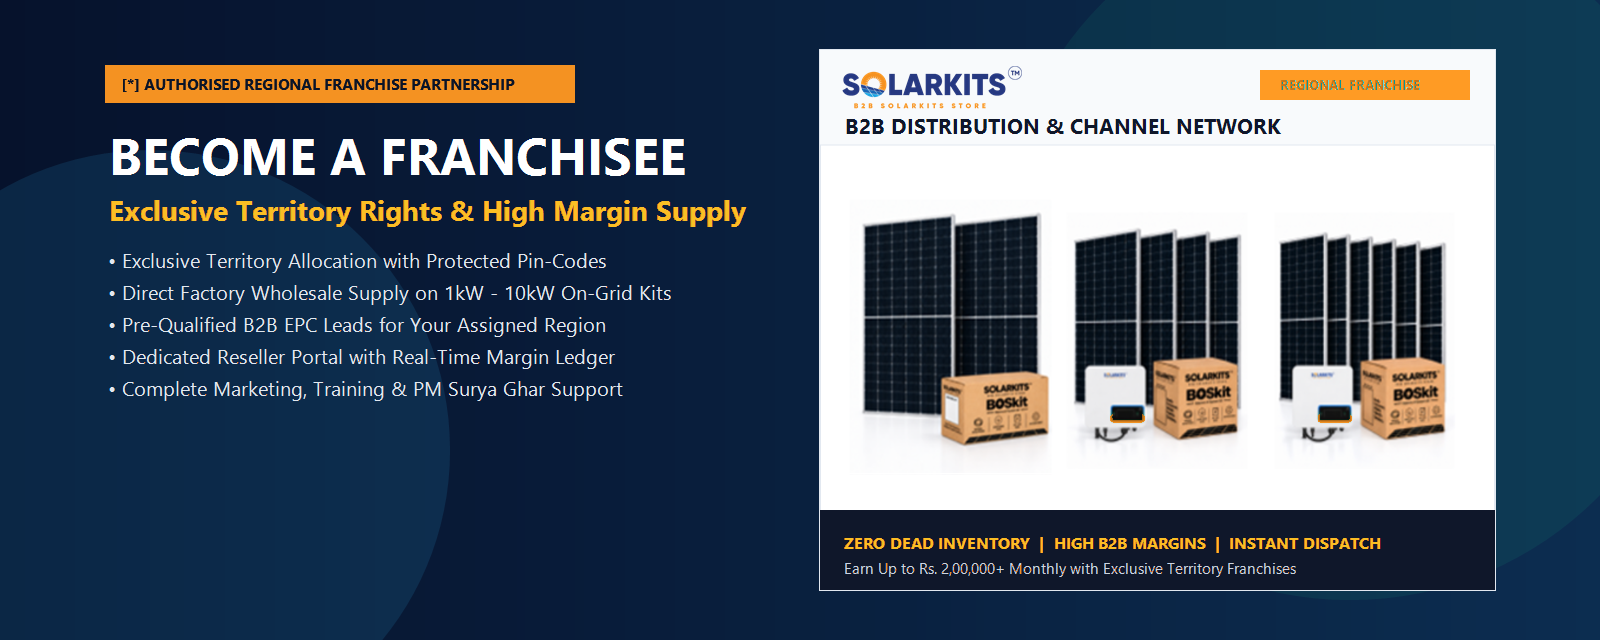 [*] AUTHORISED REGIONAL FRANCHISE PARTNERSHIP
BECOME A FRANCHISEE
Exclusive Territory Rights & High Margin Supply
• Exclusive Territory Allocation with Protected Pin-Codes
• Direct Factory Wholesale Supply on 1kW - 10kW On-Grid Kits
• Pre-Qualified B2B EPC Leads for Your Assigned Region
• Dedicated Reseller Portal with Real-Time Margin Ledger
• Complete Marketing, Training & PM Surya Ghar Support
SOLARKITS TM
B2B SOLARKITS STORE
REGIONAL FRANCHISE
B2B DISTRIBUTION & CHANNEL NETWORK
SOLARKITS
BOSkit
SOLARKITS
SOLARKITS
BOSkit
SOLARKITS
SOLARKITS
BOSkit
ZERO DEAD INVENTORY | HIGH B2B MARGINS | INSTANT DISPATCH
Earn Up to Rs. 2,00,000+ Monthly with Exclusive Territory Franchises